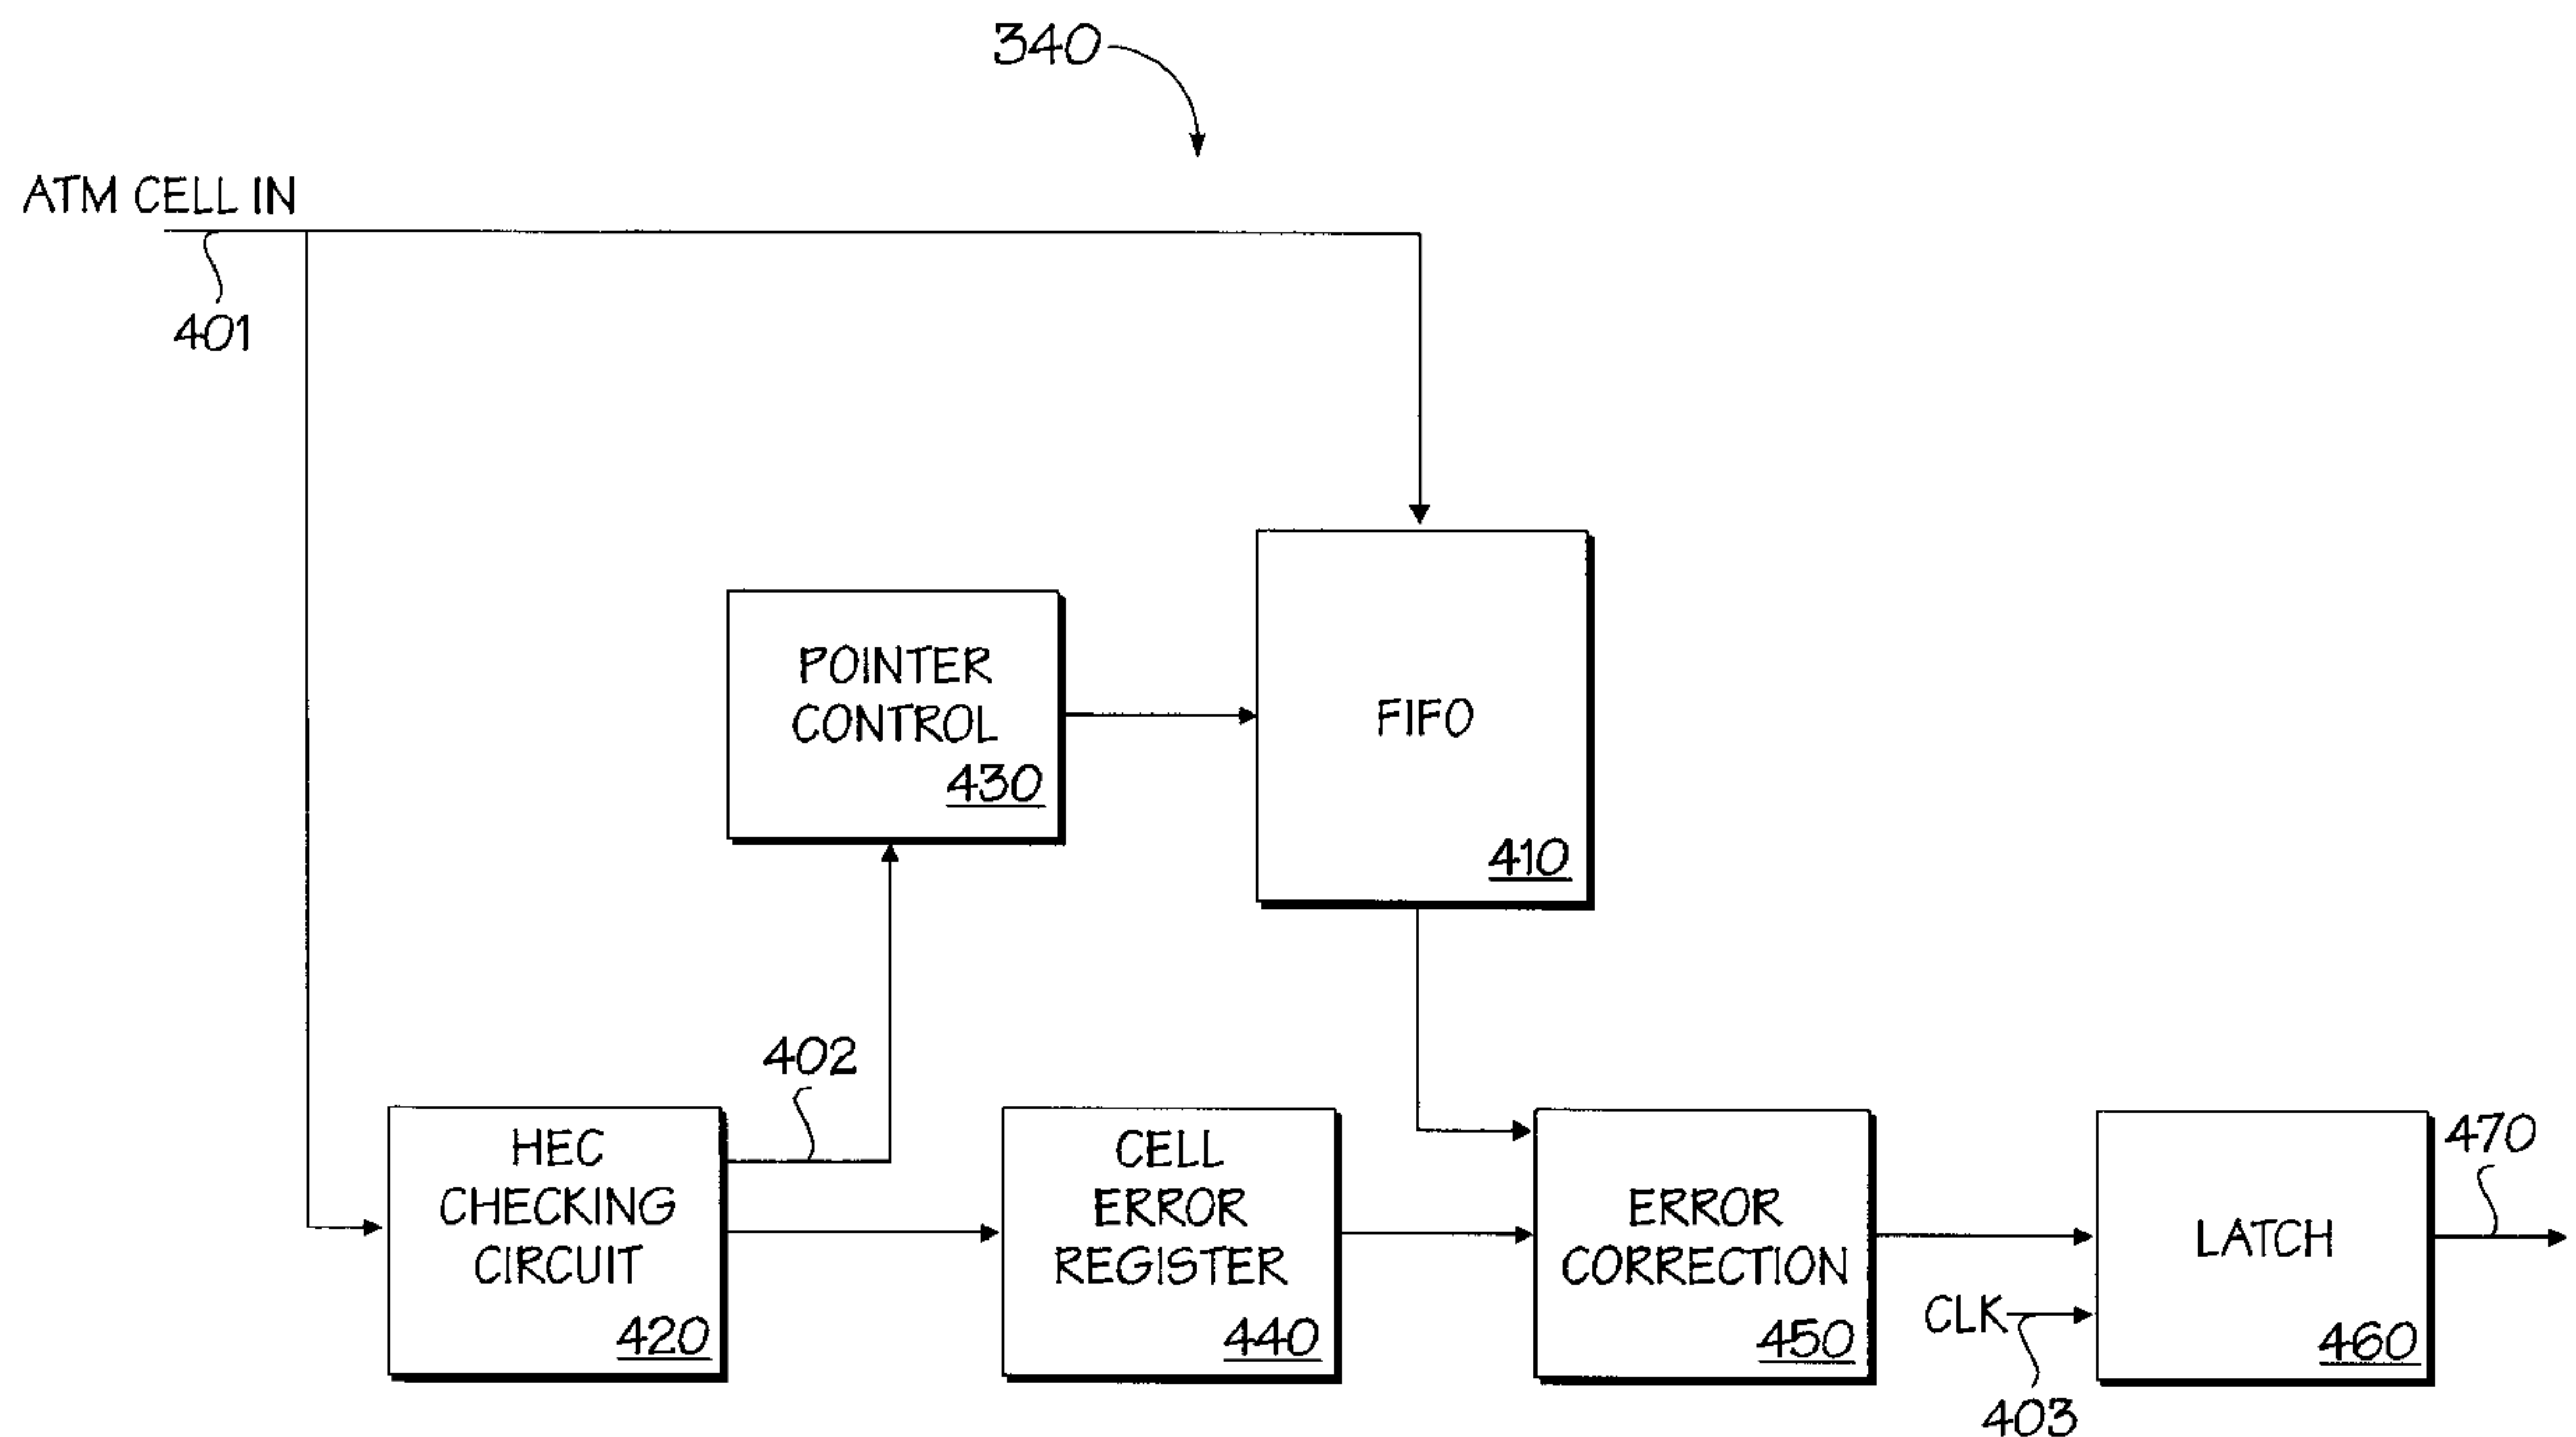 340
ATM CELL IN
401
POINTER
CONTROL
430
FIFO
410
402
HEC
CHECKING
CIRCUIT
420
CELL
ERROR
REGISTER
440
ERROR
CORRECTION
450
CLK
403
LATCH
460
470